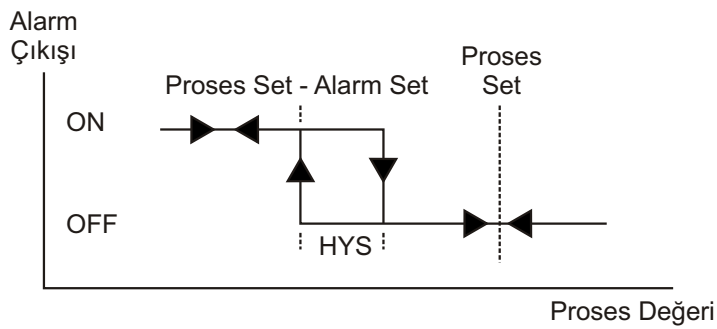 Alarm
Çıkışı
Proses
Set
Proses Set - Alarm Set
ON
OFF
HYS
Proses Değeri